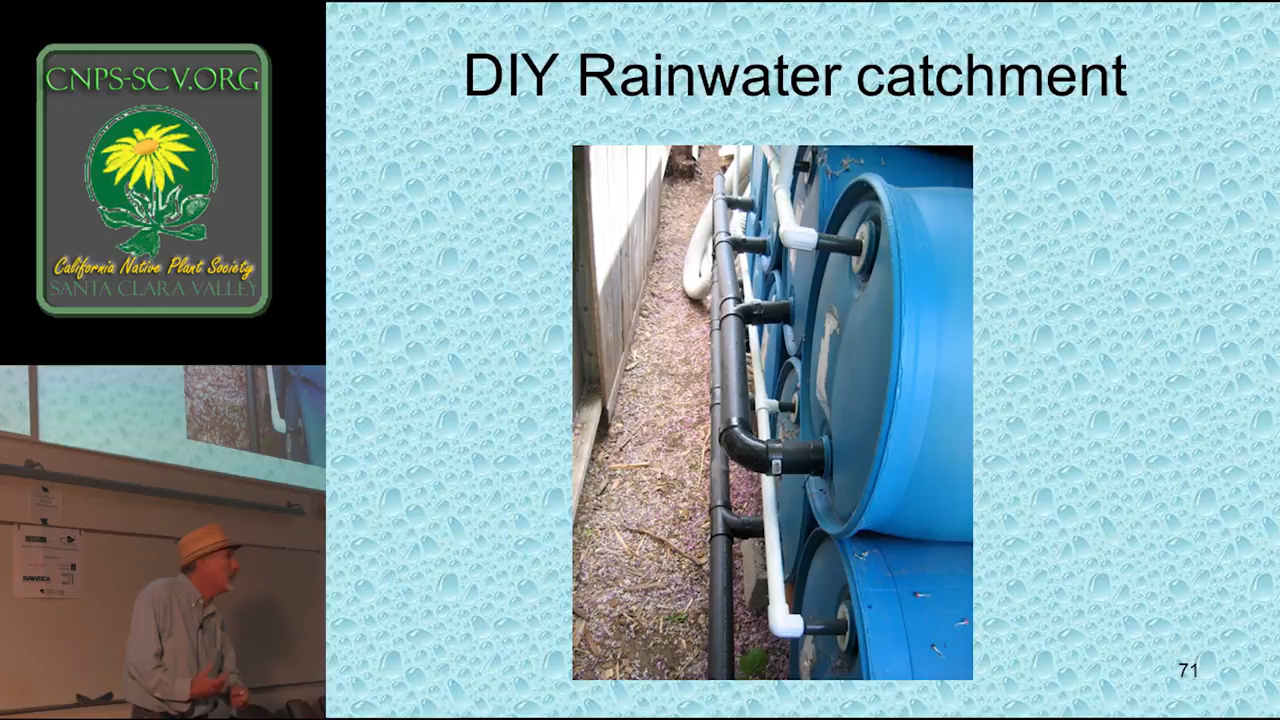 CNPS-SCV.ORG
California Native Plant Society
SANTA CLARA VALLEY
DIY Rainwater catchment
71